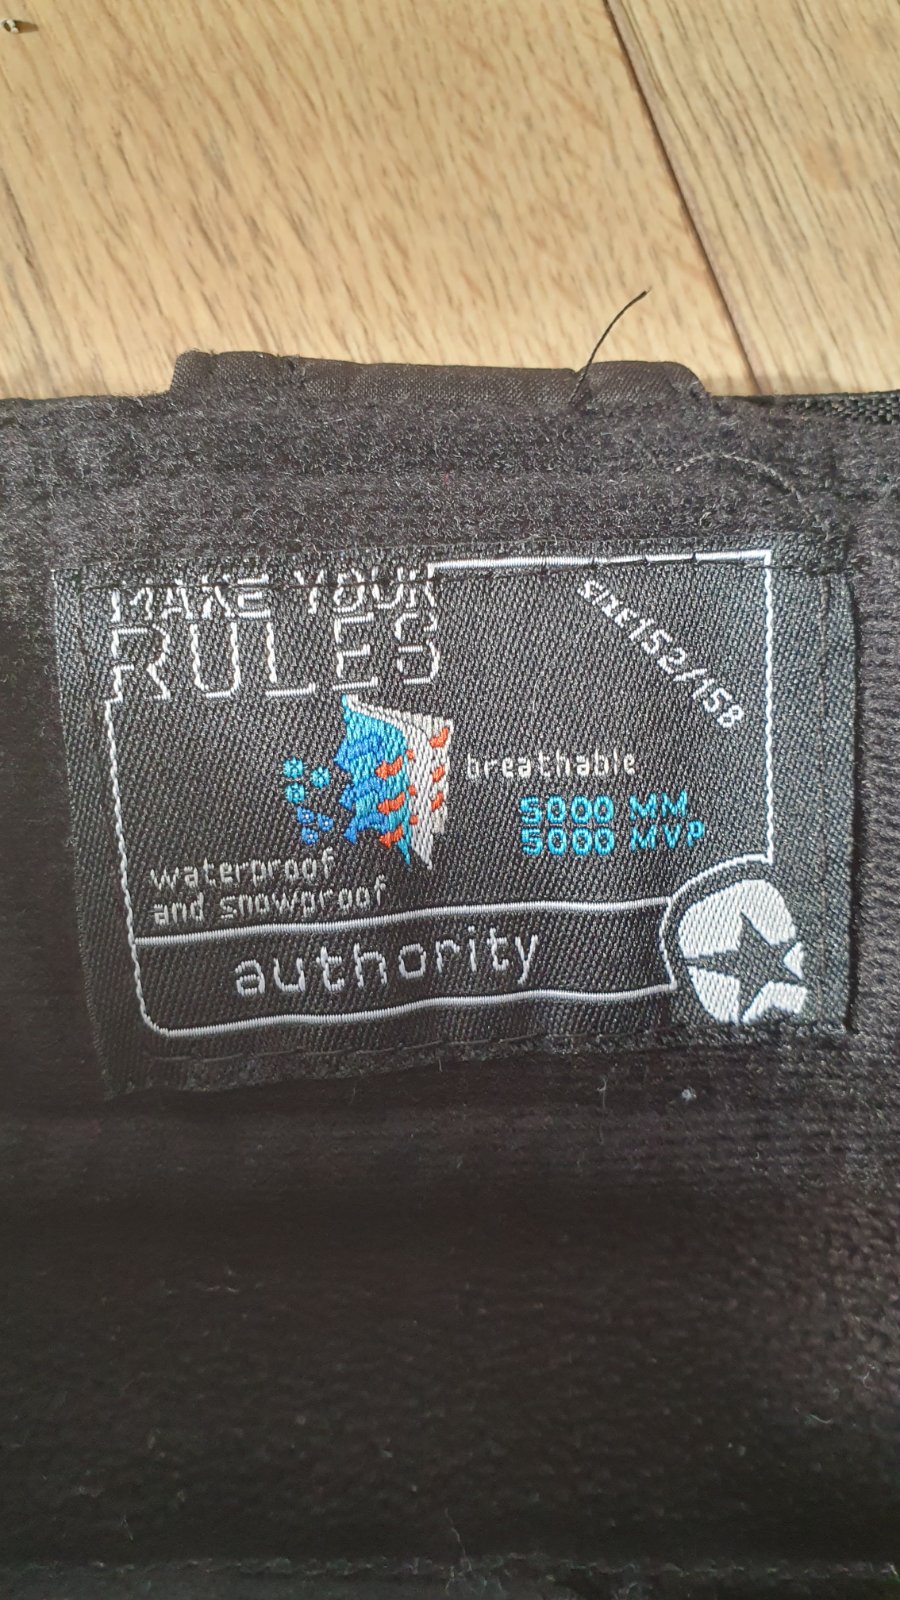 MAKE YOUR
RULES
SIZE 152/158
breathable
5000 MM
5000 MVP
waterproof
and snowproof
authority